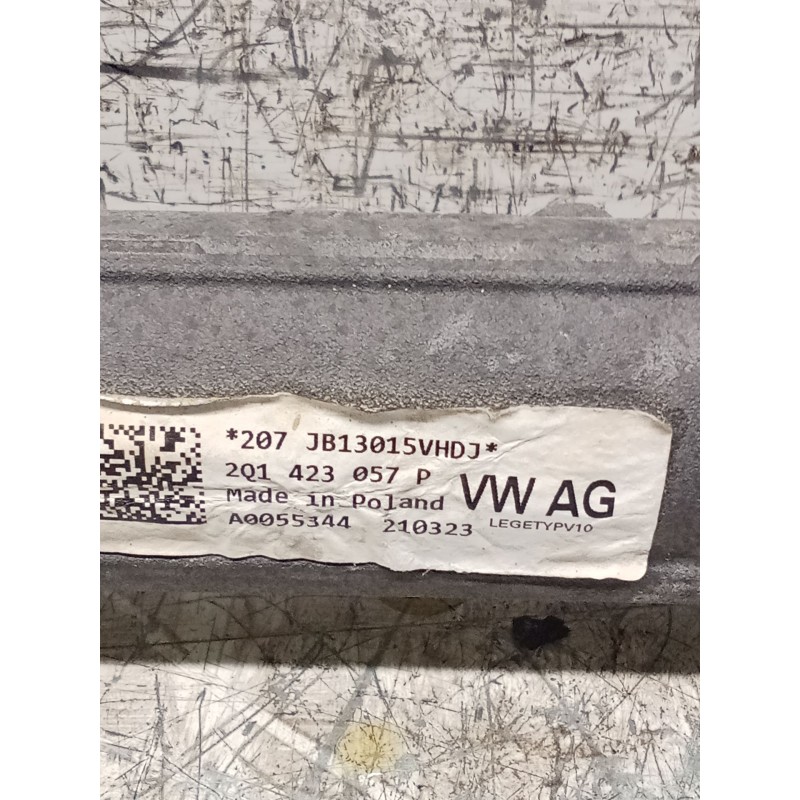 *207 JB13015VHDJ*
2Q1 423 057 P
Made in Poland
VW AG
LEGETYPV10
A0055344 210323